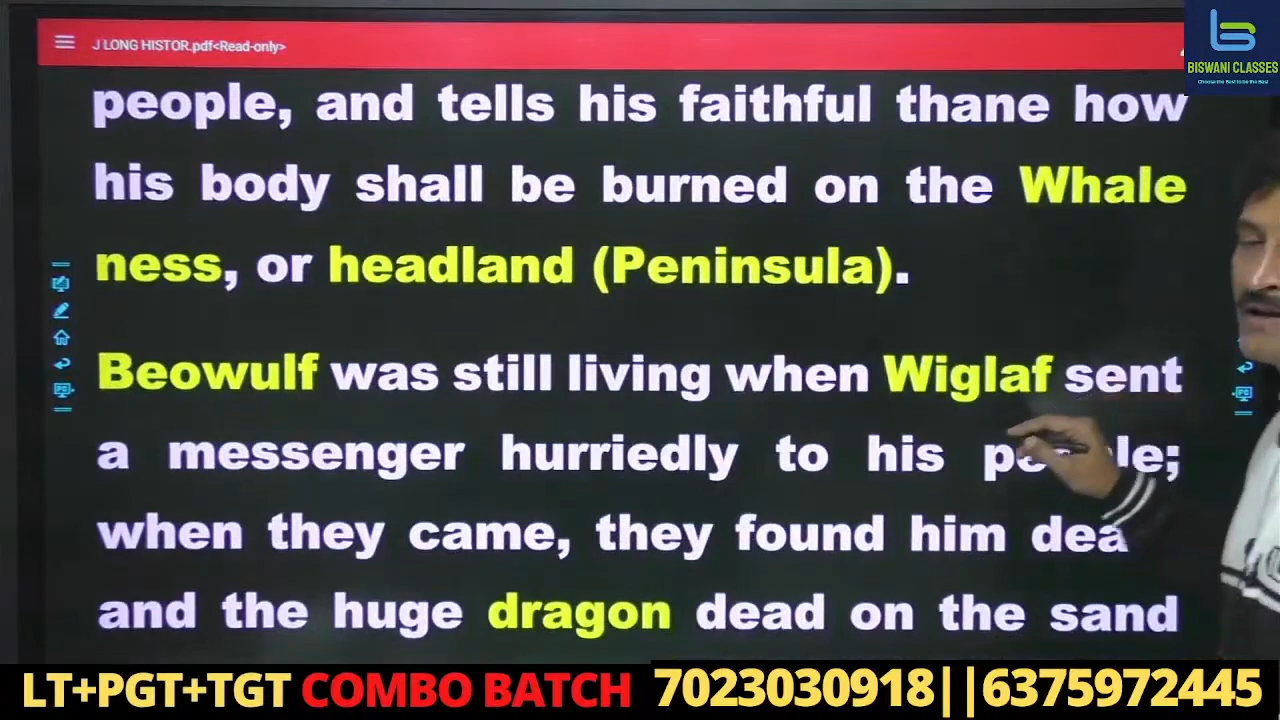 J LONG HISTOR.pdf<Read-only>
BISWANI CLASSES
people, and tells his faithful thane how
his body shall be burned on the Whale
ness, or headland (Peninsula).
Beowulf was still living when Wiglaf sent
a messenger hurriedly to his people;
when they came, they found him dead
and the huge dragon dead on the sand
LT+PGT+TGT COMBO BATCH 7023030918||6375972445